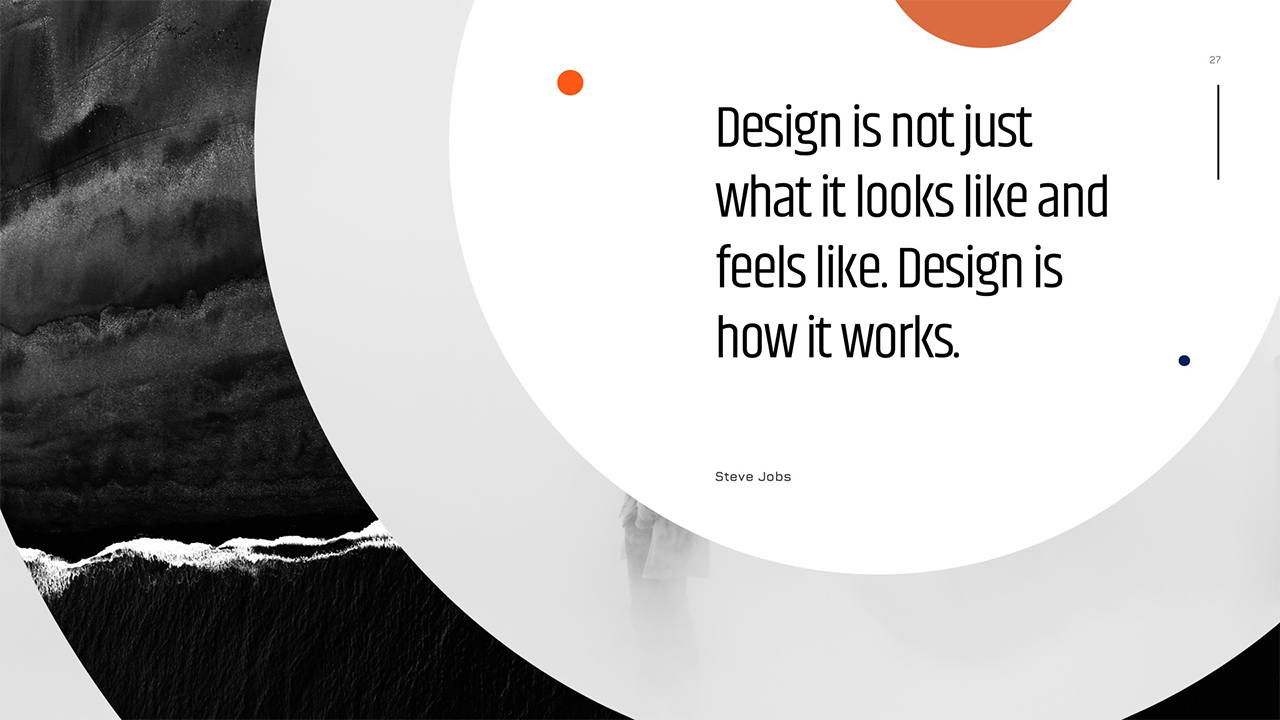 27
Design is not just
what it looks like and
feels like. Design is
how it works.
Steve Jobs